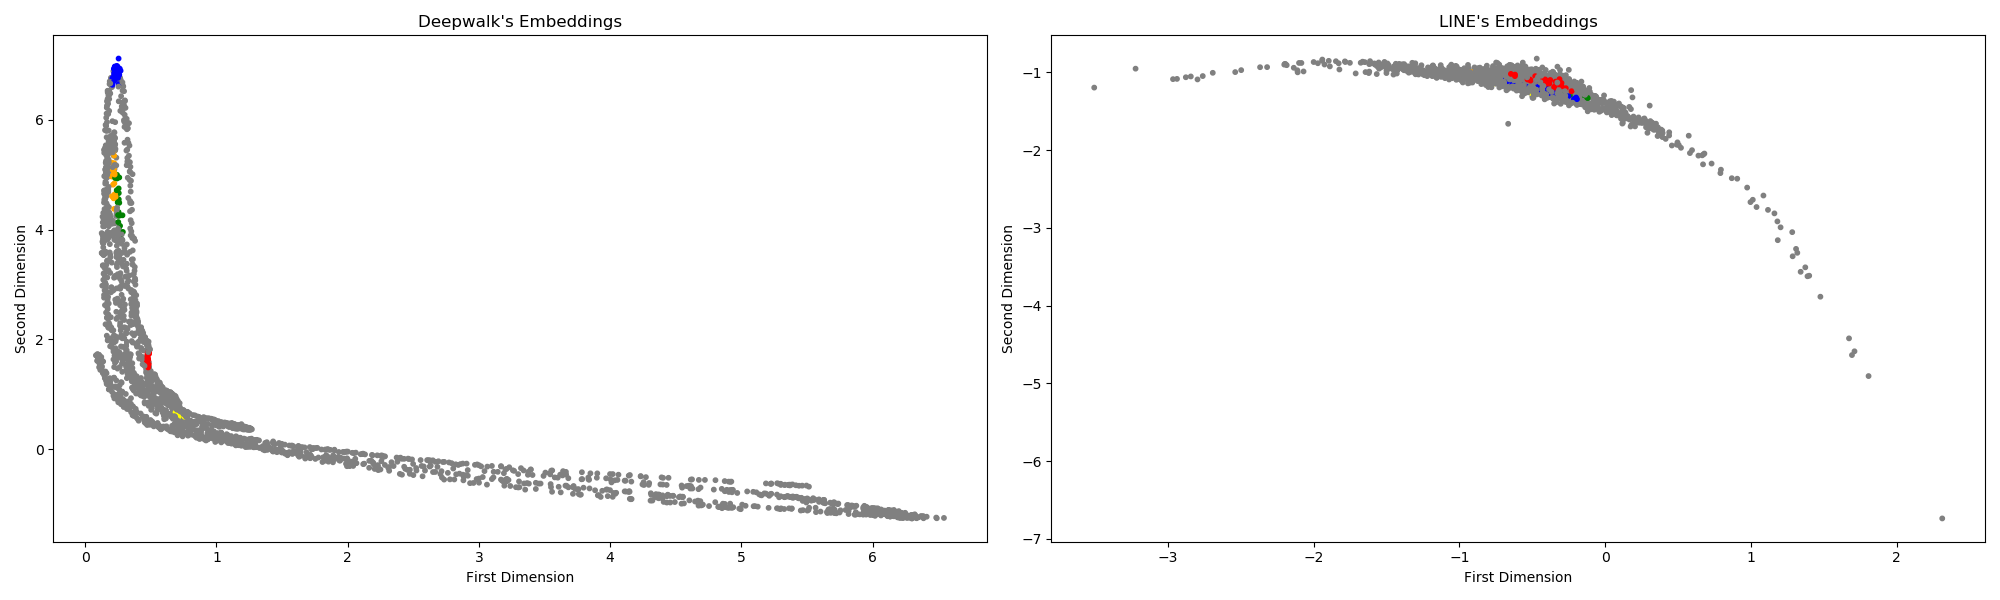 Deepwalk's Embeddings
Second Dimension
6
4
2
0
0 1 2 3 4 5 6
First Dimension
LINE's Embeddings
Second Dimension
−1
−2
−3
−4
−5
−6
−7
−3 −2 −1 0 1 2
First Dimension